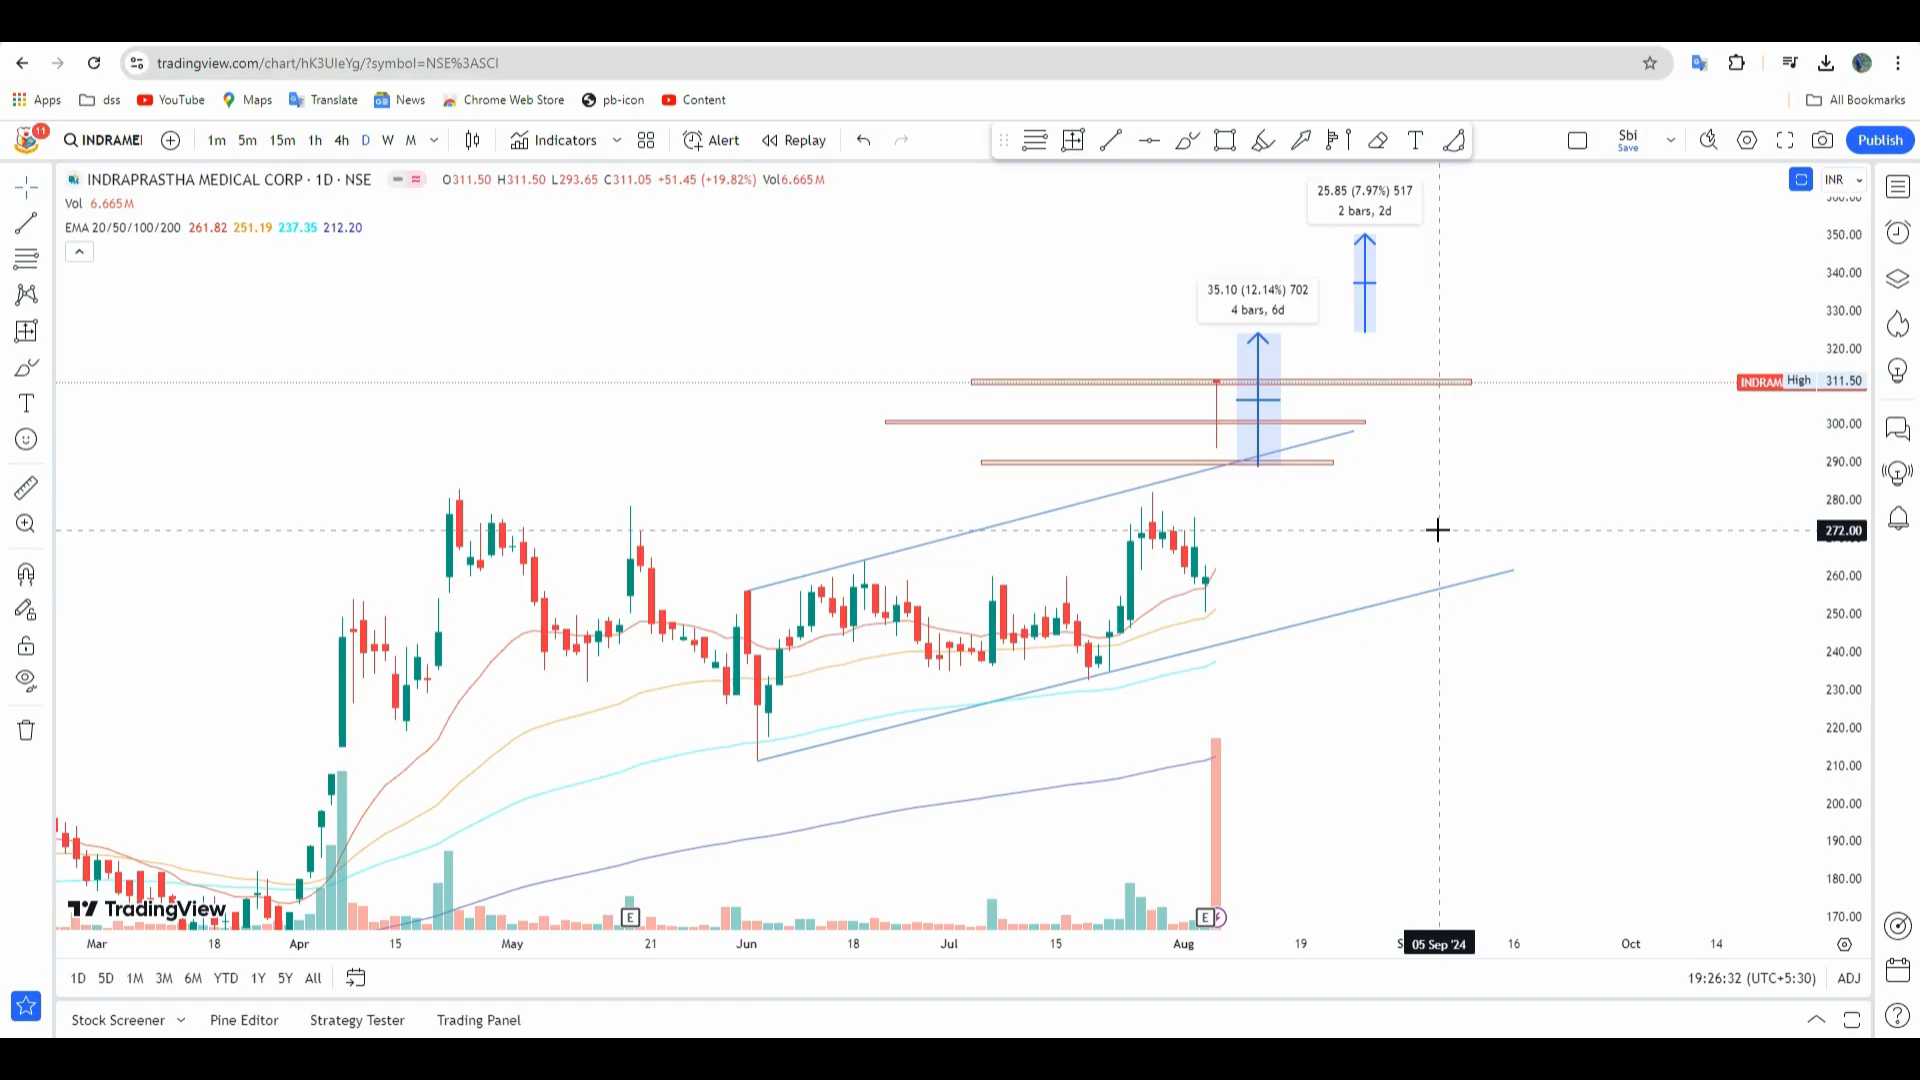 tradingview.com/chart/hK3UleYg/?symbol=NSE%3ASCI
Apps dss YouTube Maps Translate News Chrome Web Store pb-icon Content All Bookmarks
11 INDRAMEI 1m 5m 15m 1h 4h D W M Indicators Alert Replay Sbi Save Publish
INDRAPRASTHA MEDICAL CORP · 1D · NSE O311.50 H311.50 L293.65 C311.05 +51.45 (+19.82%) Vol6.665M INR
Vol 6.665M
EMA 20/50/100/200 261.82 251.19 237.35 212.20
25.85 (7.97%) 517
2 bars, 2d
35.10 (12.14%) 702
4 bars, 6d
350.00
340.00
330.00
320.00
INDRAM High 311.50
300.00
290.00
280.00
272.00
260.00
250.00
240.00
230.00
220.00
210.00
200.00
190.00
180.00
170.00
TradingView
E E
Mar 18 Apr 15 May 21 Jun 18 Jul 15 Aug 19 S 05 Sep '24 16 Oct 14
1D 5D 1M 3M 6M YTD 1Y 5Y All 19:26:32 (UTC+5:30) ADJ
Stock Screener Pine Editor Strategy Tester Trading Panel